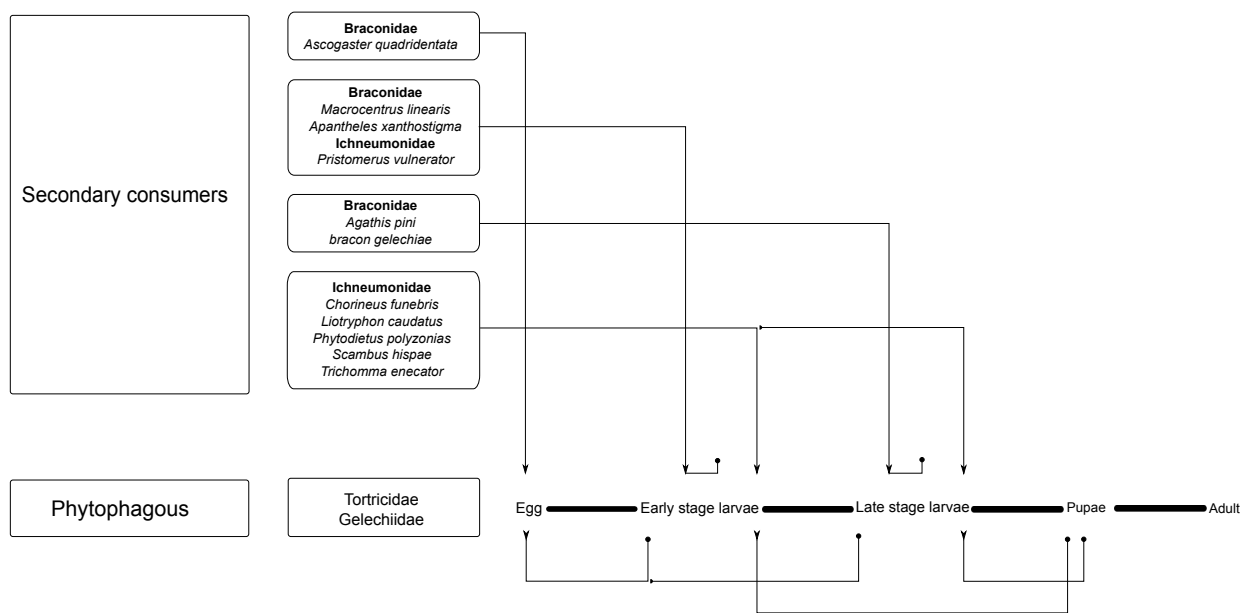 Secondary consumers
Braconidae
Ascogaster quadridentata
Braconidae
Macrocentrus linearis
Apantheles xanthostigma
Ichneumonidae
Pristomerus vulnerator
Braconidae
Agathis pini
bracon gelechiae
Ichneumonidae
Chorineus funebris
Liotryphon caudatus
Phytodietus polyzonias
Scambus hispae
Trichomma enecator
Phytophagous
Tortricidae
Gelechiidae
Egg Early stage larvae Late stage larvae Pupae Adult